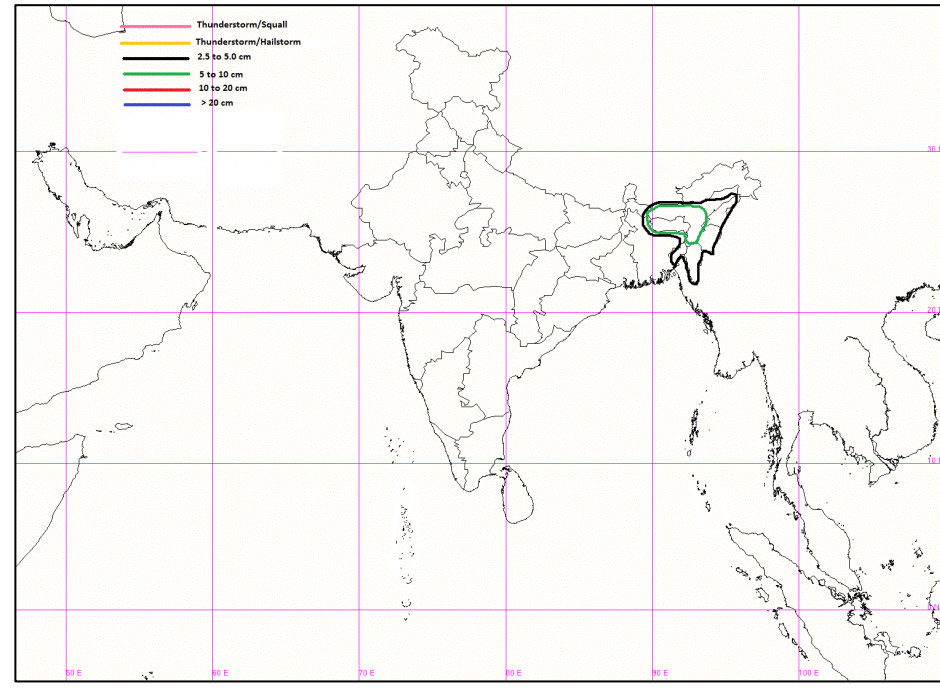 Thunderstorm/Squall
Thunderstorm/Hailstorm
2.5 to 5.0 cm
5 to 10 cm
10 to 20 cm
> 20 cm
30 N
20 N
10 N
50 E
60 E
70 E
80 E
90 E
100 E